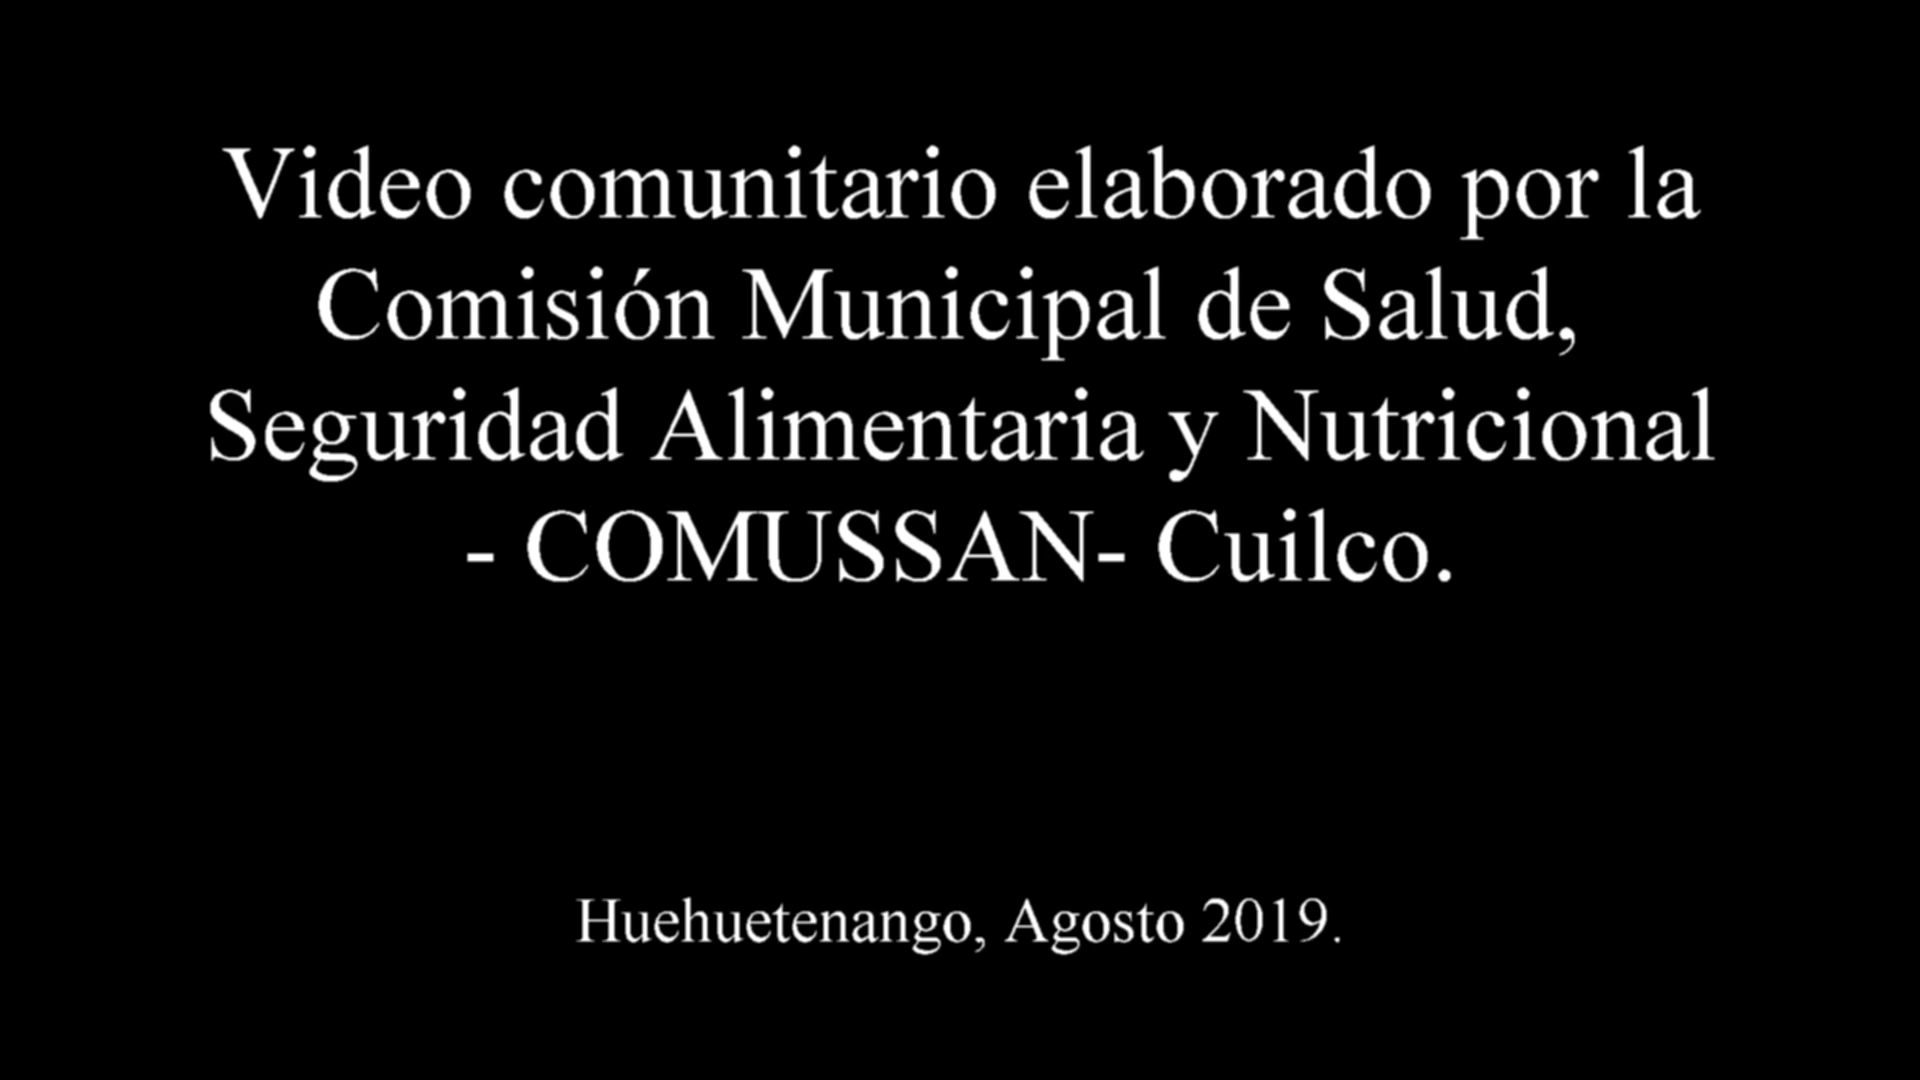 Video comunitario elaborado por la
Comisión Municipal de Salud,
Seguridad Alimentaria y Nutricional
- COMUSSAN- Cuilco.
Huehuetenango, Agosto 2019.